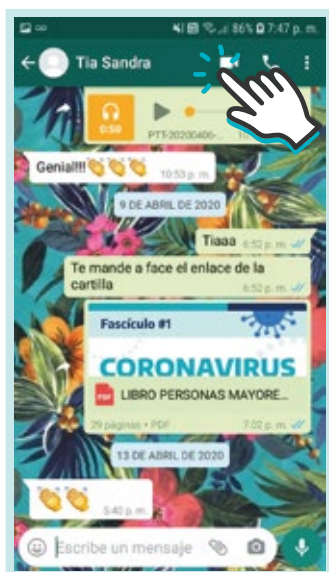 86% 7:47 p. m.
Tia Sandra
0:50
PTT-20200406-...
Genial!!! 👏👏👏 10:53 p. m.
9 DE ABRIL DE 2020
Tiaaa 6:52 p. m.
Te mande a face el enlace de la
cartilla 6:52 p. m.
Fascículo #1
CORONAVIRUS
PDF LIBRO PERSONAS MAYORE...
29 páginas • PDF 7:02 p. m.
13 DE ABRIL DE 2020
👏👏 5:40 p. m.
Escribe un mensaje